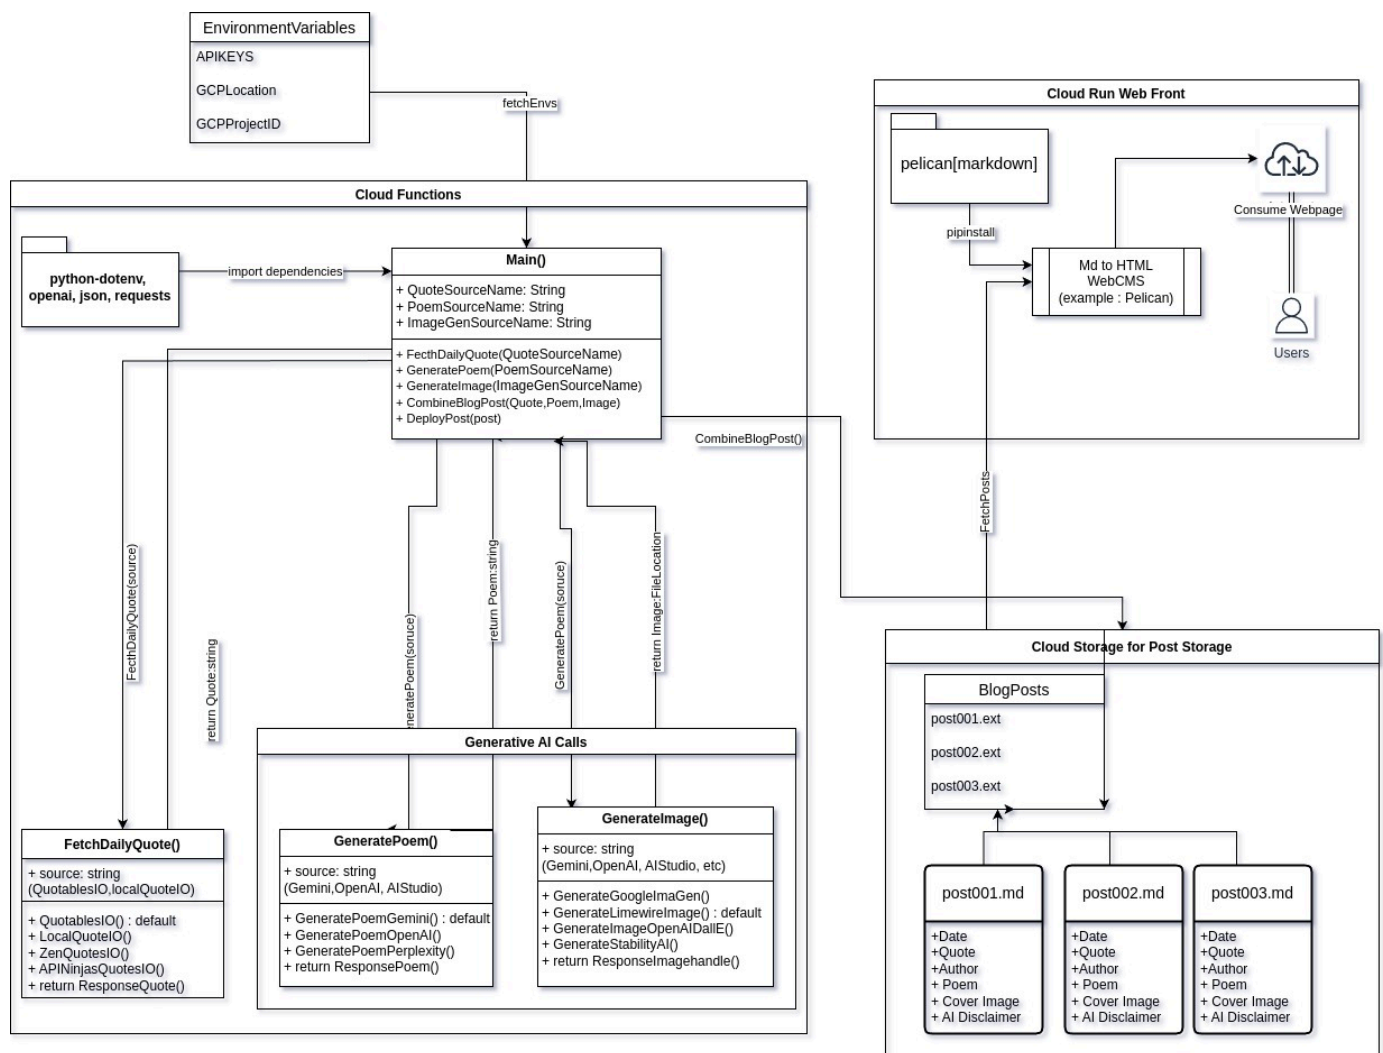 EnvironmentVariables
APIKEYS
GCPLocation
GCPProjectID
fetchEnvs
Cloud Functions
python-dotenv,
openai, json, requests
import dependencies
Main()
+ QuoteSourceName: String
+ PoemSourceName: String
+ ImageGenSourceName: String
+ FecthDailyQuote(QuoteSourceName)
+ GeneratePoem(PoemSourceName)
+ GenerateImage(ImageGenSourceName)
+ CombineBlogPost(Quote,Poem,Image)
+ DeployPost(post)
CombineBlogPost()
FecthDailyQuote(source)
return Quote:string
neratePoem(soruce)
return Poem:string
GeneratePoem(soruce)
return Image:FileLocation
Generative AI Calls
FetchDailyQuote()
+ source: string
(QuotablesIO,localQuoteIO)
+ QuotablesIO() : default
+ LocalQuoteIO()
+ ZenQuotesIO()
+ APINinjasQuotesIO()
+ return ResponseQuote()
GeneratePoem()
+ source: string
(Gemini,OpenAI, AIStudio)
+ GeneratePoemGemini() : default
+ GeneratePoemOpenAI()
+ GeneratePoemPerplexity()
+ return ResponsePoem()
GenerateImage()
+ source: string
(Gemini,OpenAI, AIStudio, etc)
+ GenerateGoogleImaGen()
+ GenerateLimewireImage() : default
+ GenerateImageOpenAIDallE()
+ GenerateStabilityAI()
+ return ResponseImagehandle()
Cloud Run Web Front
pelican[markdown]
pipinstall
Md to HTML
WebCMS
(example : Pelican)
Consume Webpage
Users
FetchPosts
Cloud Storage for Post Storage
BlogPosts
post001.ext
post002.ext
post003.ext
post001.md
+Date
+Quote
+Author
+ Poem
+ Cover Image
+ AI Disclaimer
post002.md
+Date
+Quote
+Author
+ Poem
+ Cover Image
+ AI Disclaimer
post003.md
+Date
+Quote
+Author
+ Poem
+ Cover Image
+ AI Disclaimer